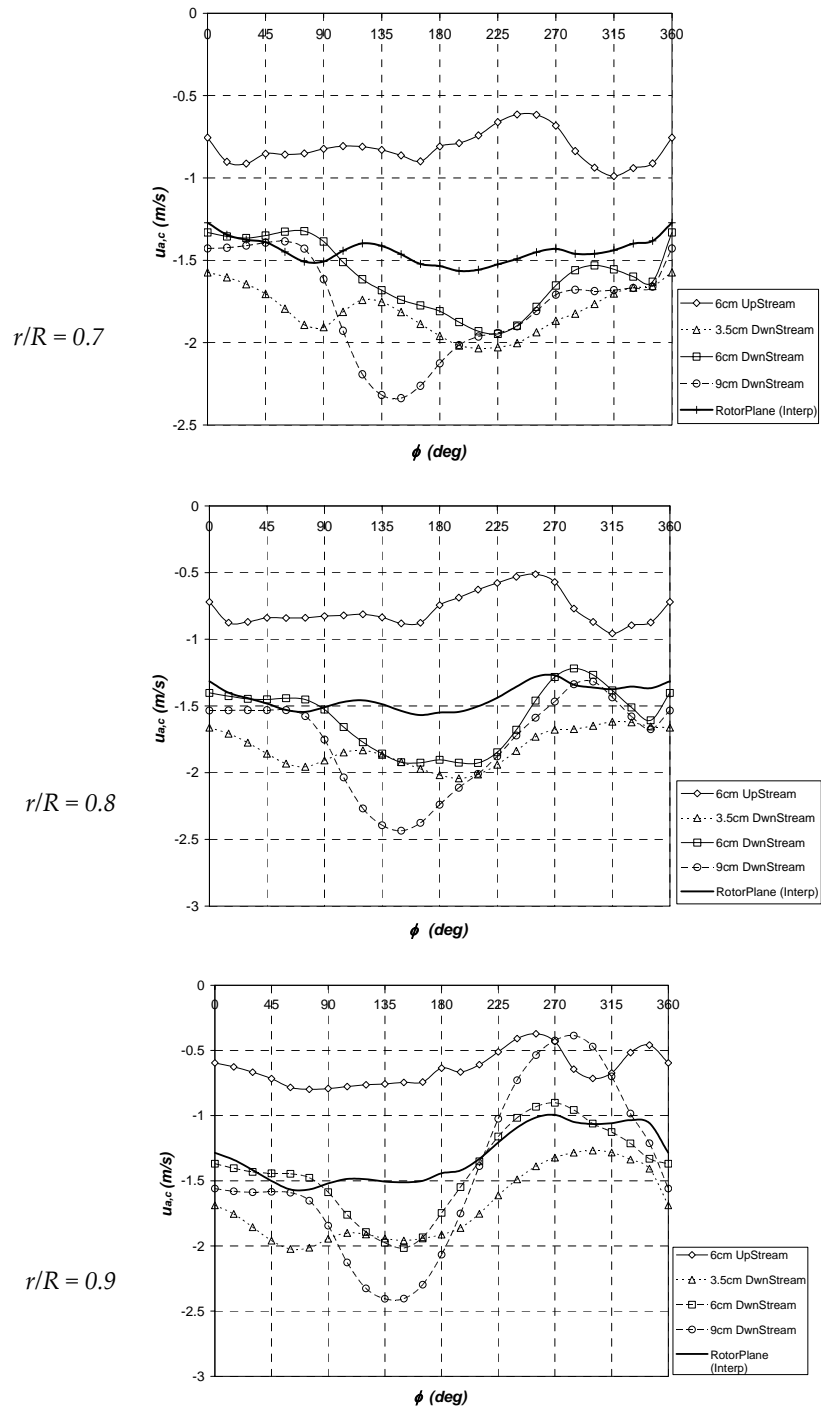 0
0 45 90 135 180 225 270 315 360
-0.5
-1
-1.5
-2
-2.5
ua,c (m/s)
ϕ (deg)
r/R = 0.7
6cm UpStream
3.5cm DwnStream
6cm DwnStream
9cm DwnStream
RotorPlane (Interp)
0
0 45 90 135 180 225 270 315 360
-0.5
-1
-1.5
-2
-2.5
-3
ua,c (m/s)
ϕ (deg)
r/R = 0.8
6cm UpStream
3.5cm DwnStream
6cm DwnStream
9cm DwnStream
RotorPlane (Interp)
0
0 45 90 135 180 225 270 315 360
-0.5
-1
-1.5
-2
-2.5
-3
ua,c (m/s)
ϕ (deg)
r/R = 0.9
6cm UpStream
3.5cm DwnStream
6cm DwnStream
9cm DwnStream
RotorPlane
(Interp)